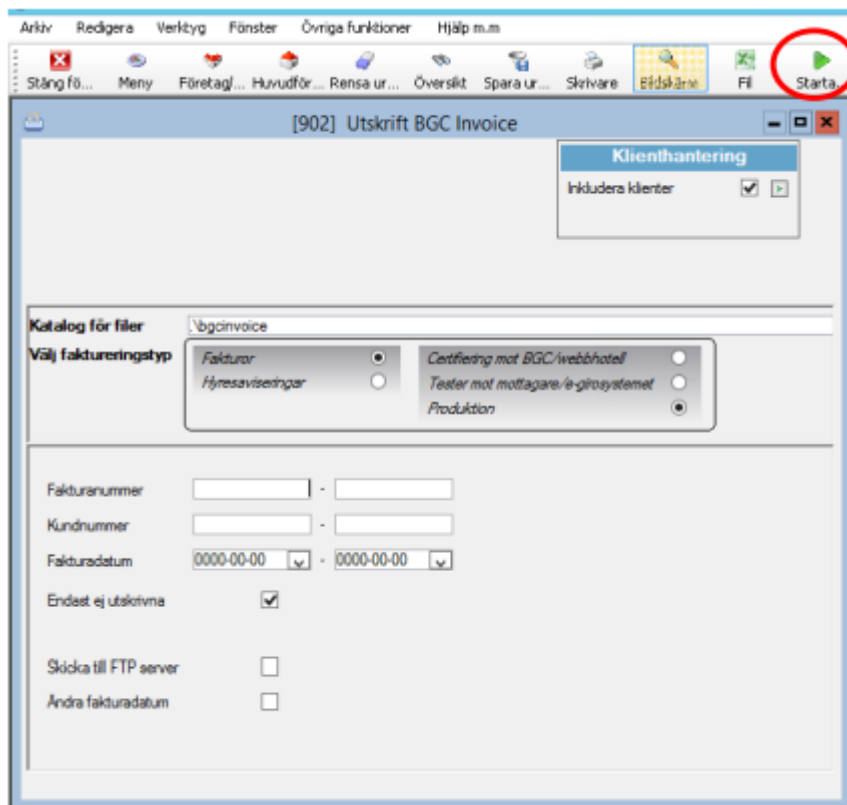 Arkiv Redigera Verktyg Fönster Övriga funktioner Hjälp m.m
Stäng fö... Meny Företag/... Huvudför... Rensa ur... Översikt Spara ur... Skrivare Bildskärm Fil Starta.
[902] Utskrift BGC Invoice
Klienthantering
Inkludera klienter
Katalog för filer .\bgcinvoice
Välj faktureringstyp Fakturor Certifiering mot BGC/webbhotell
Hyresaviseringar Tester mot mottagare/e-girosystemet
Produktion
Fakturanummer -
Kundnummer -
Fakturadatum 0000-00-00 - 0000-00-00
Endast ej utskrivna
Skicka till FTP server
Ändra fakturadatum